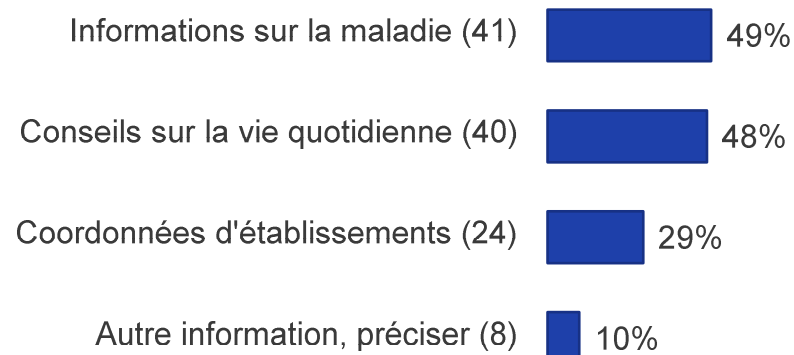 Informations sur la maladie (41) 49%
Conseils sur la vie quotidienne (40) 48%
Coordonnées d'établissements (24) 29%
Autre information, préciser (8) 10%